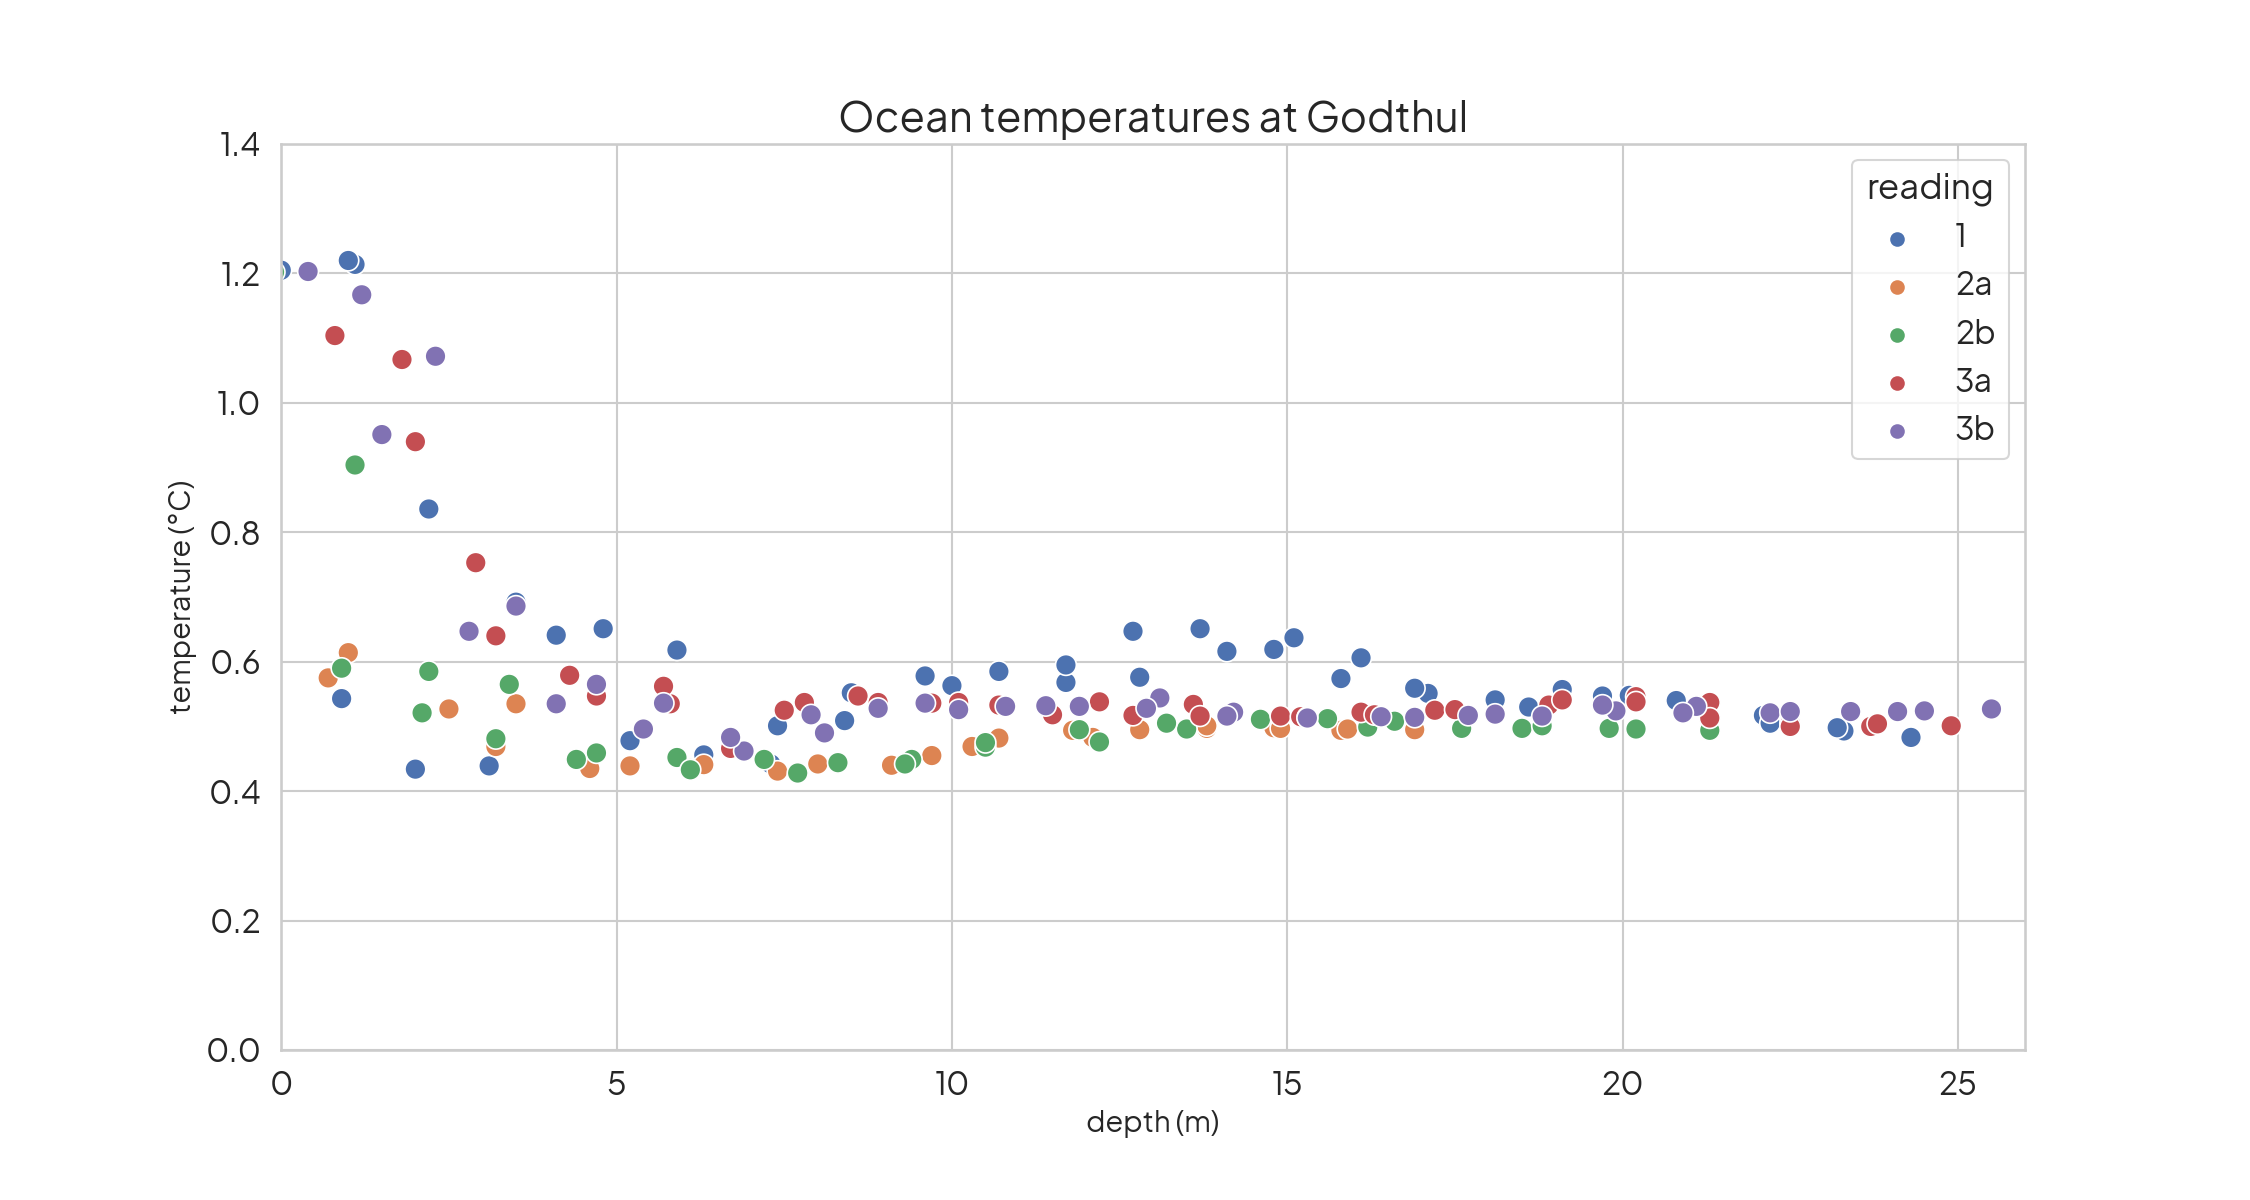 Ocean temperatures at Godthul
1.4
1.2
1.0
0.8
0.6
0.4
0.2
0.0
temperature (°C)
0 5 10 15 20 25
depth (m)
reading
1
2a
2b
3a
3b